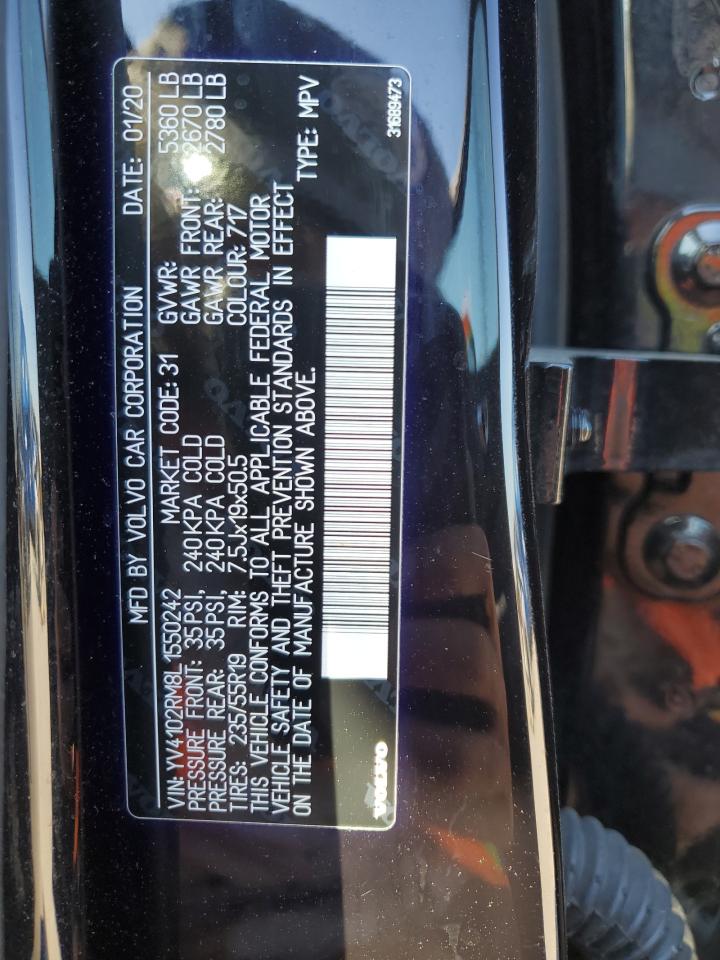 MFD BY VOLVO CAR CORPORATION DATE: 01/20
VIN: YV4102RM8L 1550242 MARKET CODE: 31 GVWR: 5360 LB
PRESSURE FRONT: 35PSI, 240KPA COLD GAWR FRONT: 2670 LB
PRESSURE REAR: 35PSI, 240KPA COLD GAWR REAR: 2780 LB
TIRES: 235/55R19 RIM: 7.5Jx19x50.5 COLOUR: 717
THIS VEHICLE CONFORMS TO ALL APPLICABLE FEDERAL MOTOR
VEHICLE SAFETY AND THEFT PREVENTION STANDARDS IN EFFECT
ON THE DATE OF MANUFACTURE SHOWN ABOVE. TYPE: MPV
VOLVO 31689473